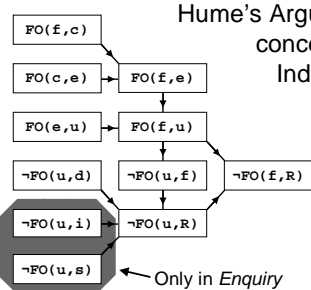 Hume's Argu
conce
Ind
FO(f,c)
FO(c,e)
FO(f,e)
FO(e,u)
FO(f,u)
¬FO(u,d)
¬FO(u,f)
¬FO(f,R)
¬FO(u,i)
¬FO(u,R)
¬FO(u,s)
Only in Enquiry